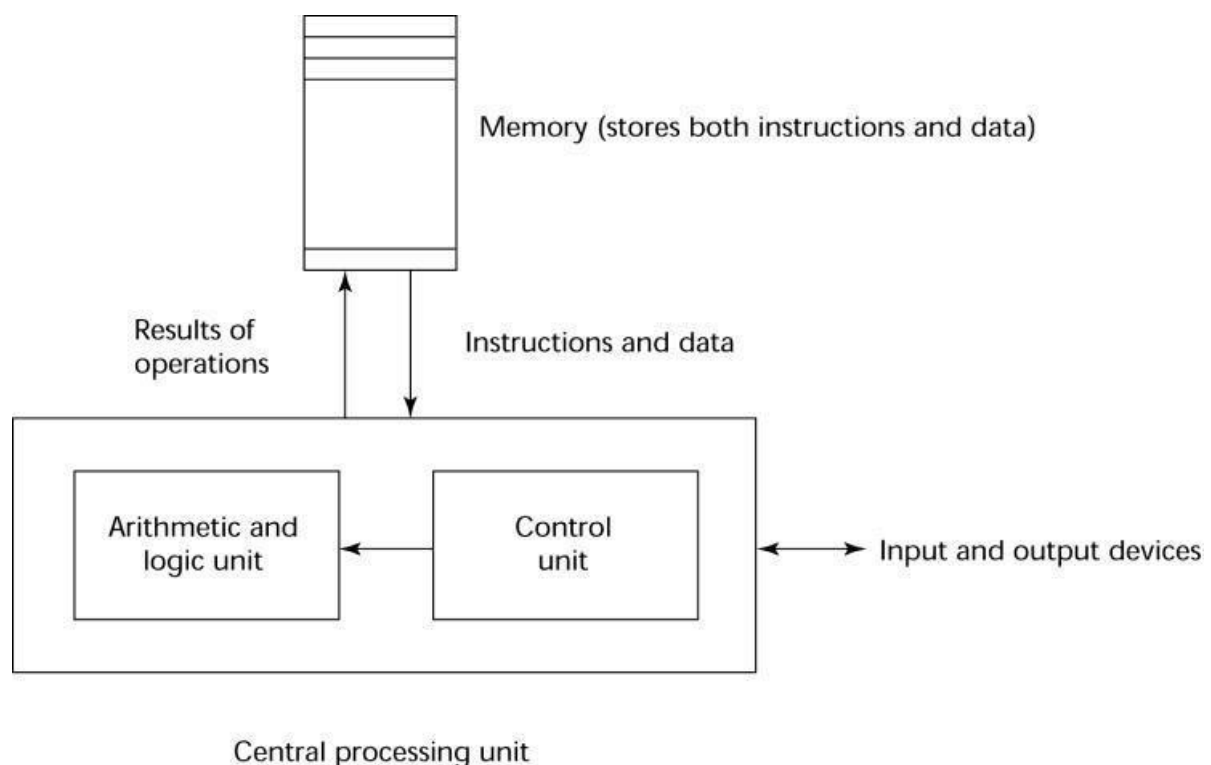 Memory (stores both instructions and data)
Results of
operations
Instructions and data
Arithmetic and
logic unit
Control
unit
Input and output devices
Central processing unit